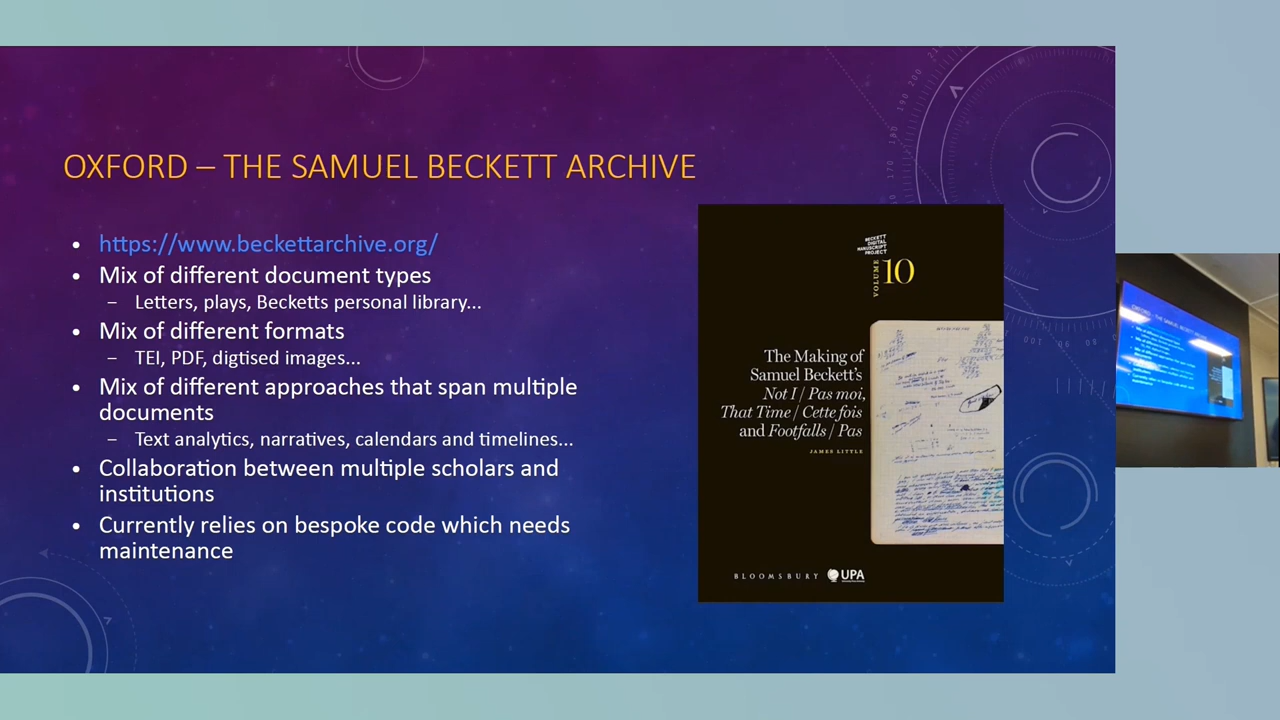 OXFORD – THE SAMUEL BECKETT ARCHIVE
• https://www.beckettarchive.org/
• Mix of different document types
– Letters, plays, Becketts personal library...
• Mix of different formats
– TEI, PDF, digtised images...
• Mix of different approaches that span multiple
documents
– Text analytics, narratives, calendars and timelines...
• Collaboration between multiple scholars and
institutions
• Currently relies on bespoke code which needs
maintenance
BECKETT
DIGITAL
MANUSCRIPT
PROJECT
VOLUME 10
The Making of
Samuel Beckett's
Not I / Pas moi,
That Time / Cette fois
and Footfalls / Pas
JAMES LITTLE
BLOOMSBURY UPA